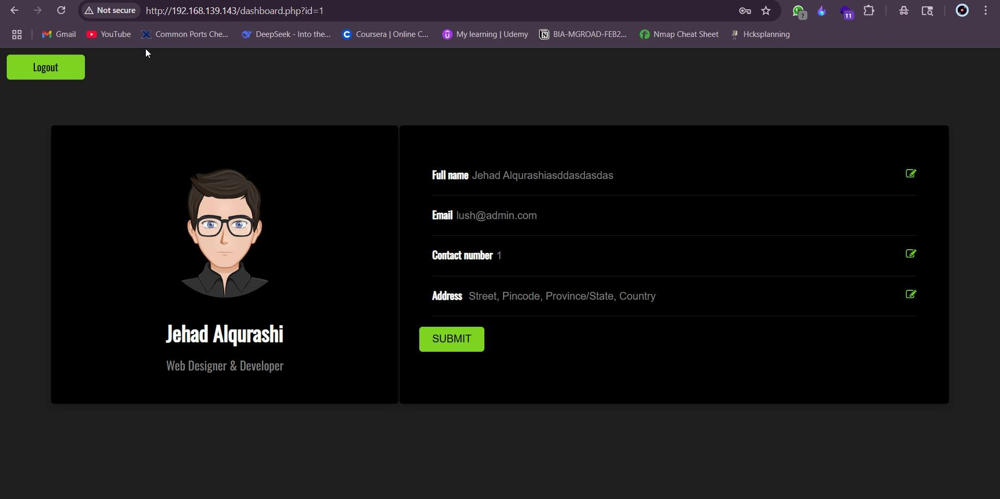 Not secure http://192.168.139.143/dashboard.php?id=1 ? 11
Gmail YouTube Common Ports Che... DeepSeek - Into the... Coursera | Online C... My learning | Udemy BIA-MGROAD-FEB2... Nmap Cheat Sheet Hcksplanning
Logout
Full name Jehad Alqurashiasddasdasdas
Email lush@admin.com
Contact number 1
Address Street, Pincode, Province/State, Country
SUBMIT
Jehad Alqurashi
Web Designer & Developer